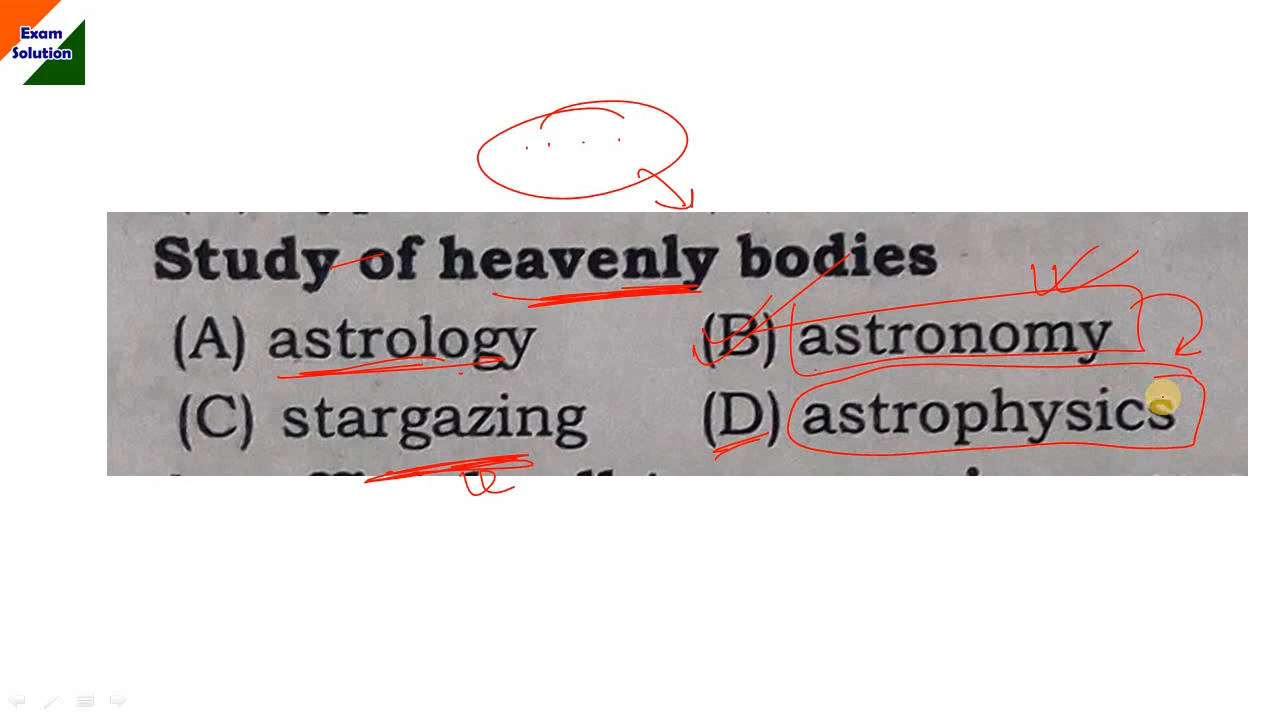 Exam
Solution
Study of heavenly bodies
(A) astrology (B) astronomy
(C) stargazing (D) astrophysics